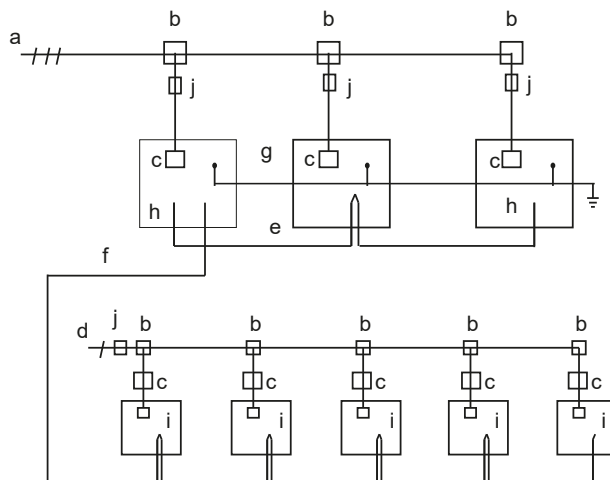 b b b
a
j j j
c g c c
h h
e
f
d j b b b b b
c c c c c
i i i i i